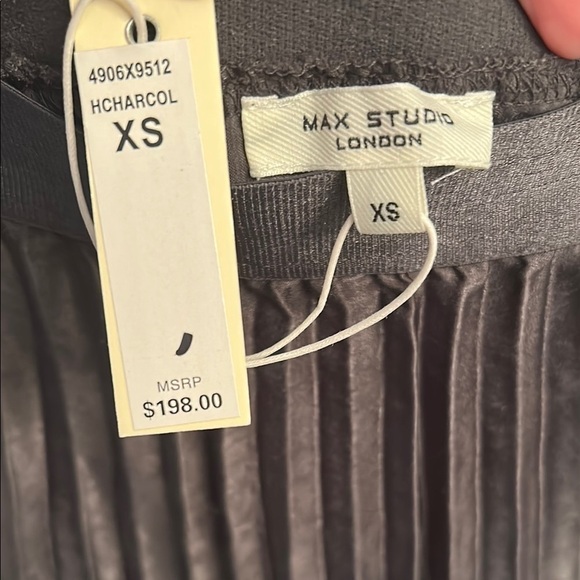 4906X9512
HCHARCOL
XS
MSRP
$198.00
MAX STUDIO
LONDON
XS